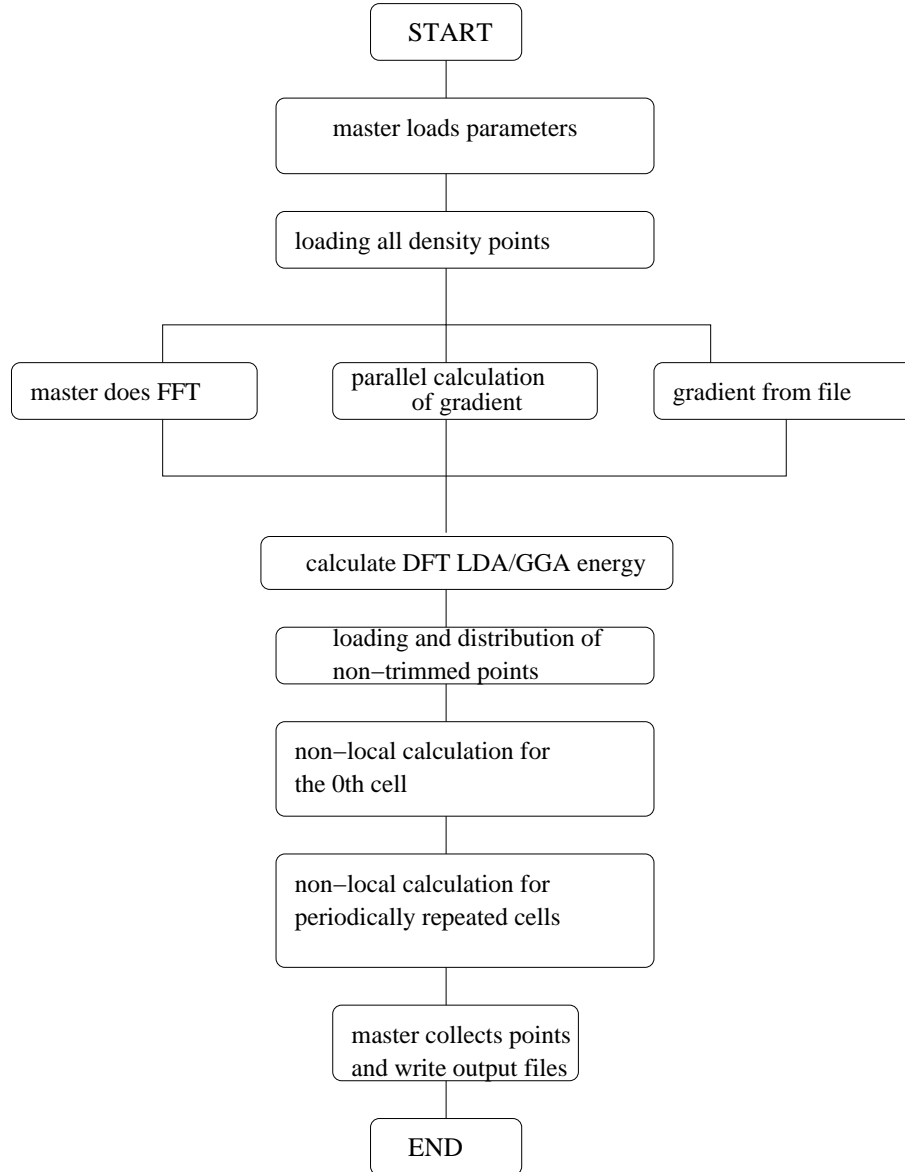 START
master loads parameters
loading all density points
master does FFT
parallel calculation
of gradient
gradient from file
calculate DFT LDA/GGA energy
loading and distribution of
non−trimmed points
non−local calculation for
the 0th cell
non−local calculation for
periodically repeated cells
master collects points
and write output files
END